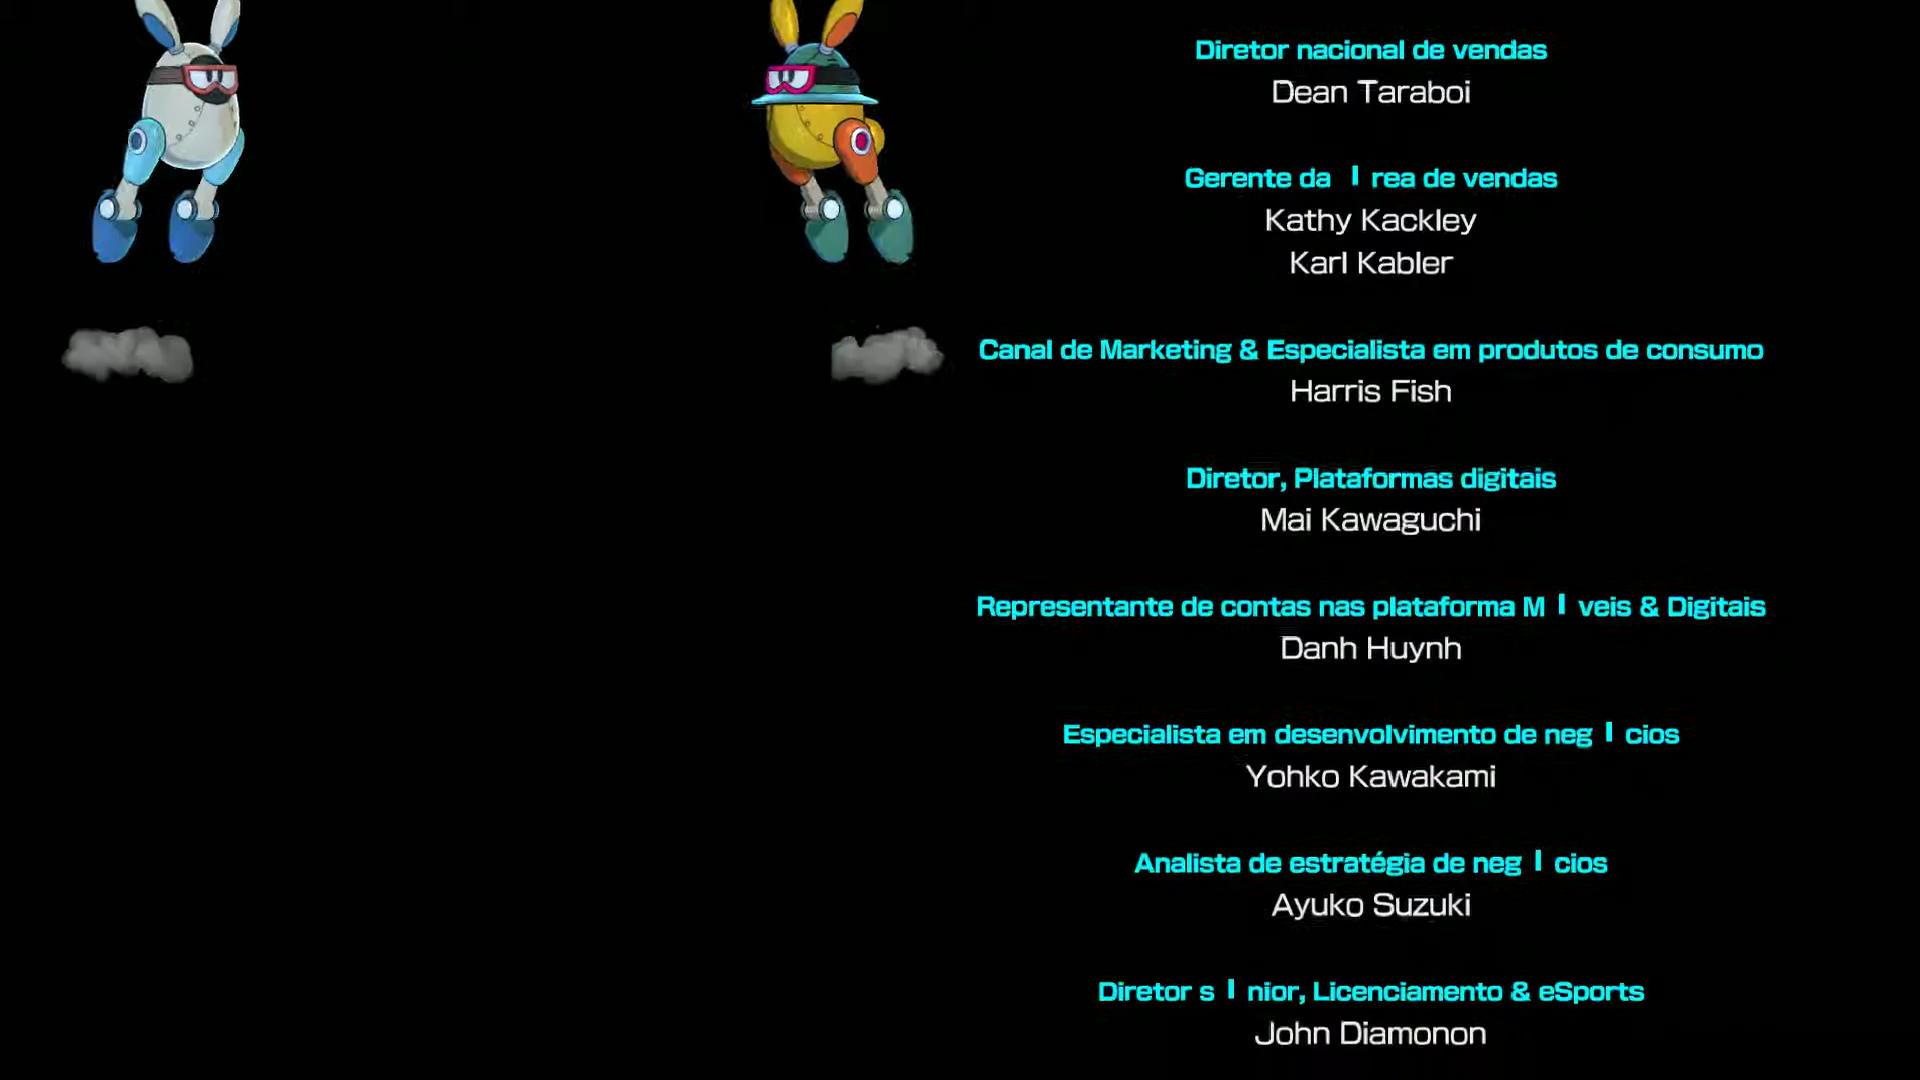 Diretor nacional de vendas
Dean Taraboi
Gerente da ╹rea de vendas
Kathy Kackley
Karl Kabler
Canal de Marketing & Especialista em produtos de consumo
Harris Fish
Diretor, Plataformas digitais
Mai Kawaguchi
Representante de contas nas plataforma M╹veis & Digitais
Danh Huynh
Especialista em desenvolvimento de neg╹cios
Yohko Kawakami
Analista de estratégia de neg╹cios
Ayuko Suzuki
Diretor s╹nior, Licenciamento & eSports
John Diamonon